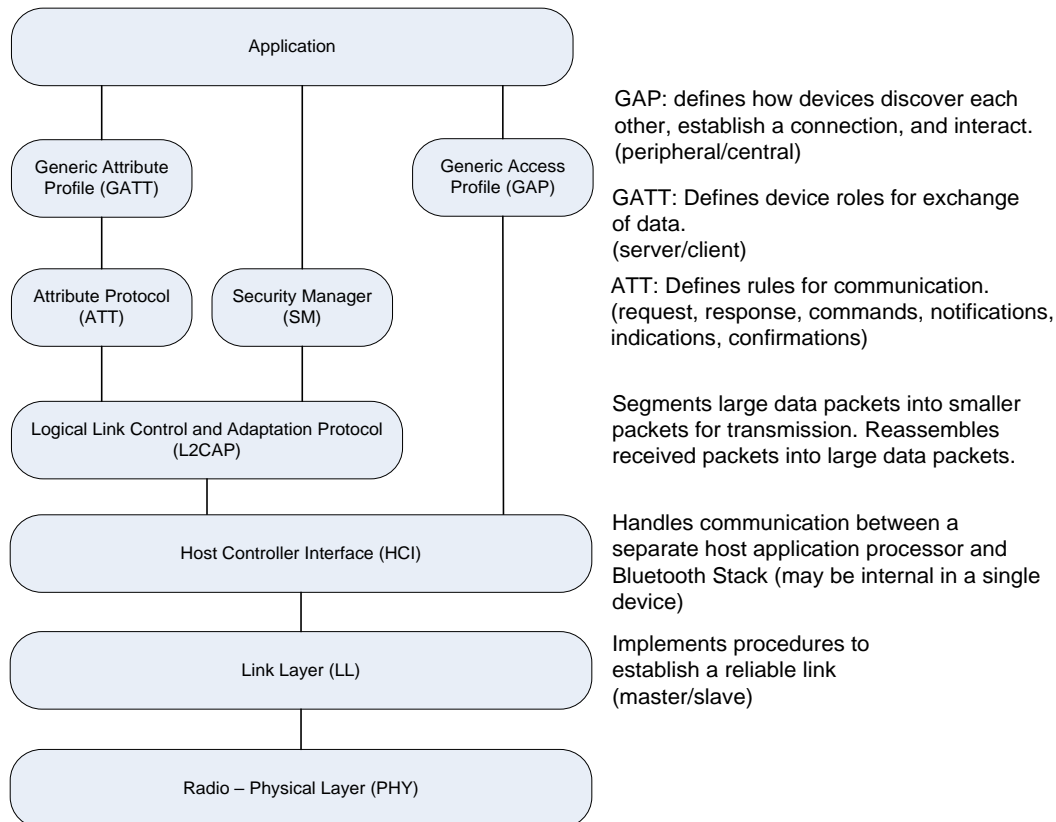 Application
GAP: defines how devices discover each
other, establish a connection, and interact.
(peripheral/central)
Generic Attribute
Profile (GATT)
Generic Access
Profile (GAP)
GATT: Defines device roles for exchange
of data.
(server/client)
Attribute Protocol
(ATT)
Security Manager
(SM)
ATT: Defines rules for communication.
(request, response, commands, notifications,
indications, confirmations)
Logical Link Control and Adaptation Protocol
(L2CAP)
Segments large data packets into smaller
packets for transmission. Reassembles
received packets into large data packets.
Host Controller Interface (HCI)
Handles communication between a
separate host application processor and
Bluetooth Stack (may be internal in a single
device)
Link Layer (LL)
Implements procedures to
establish a reliable link
(master/slave)
Radio – Physical Layer (PHY)